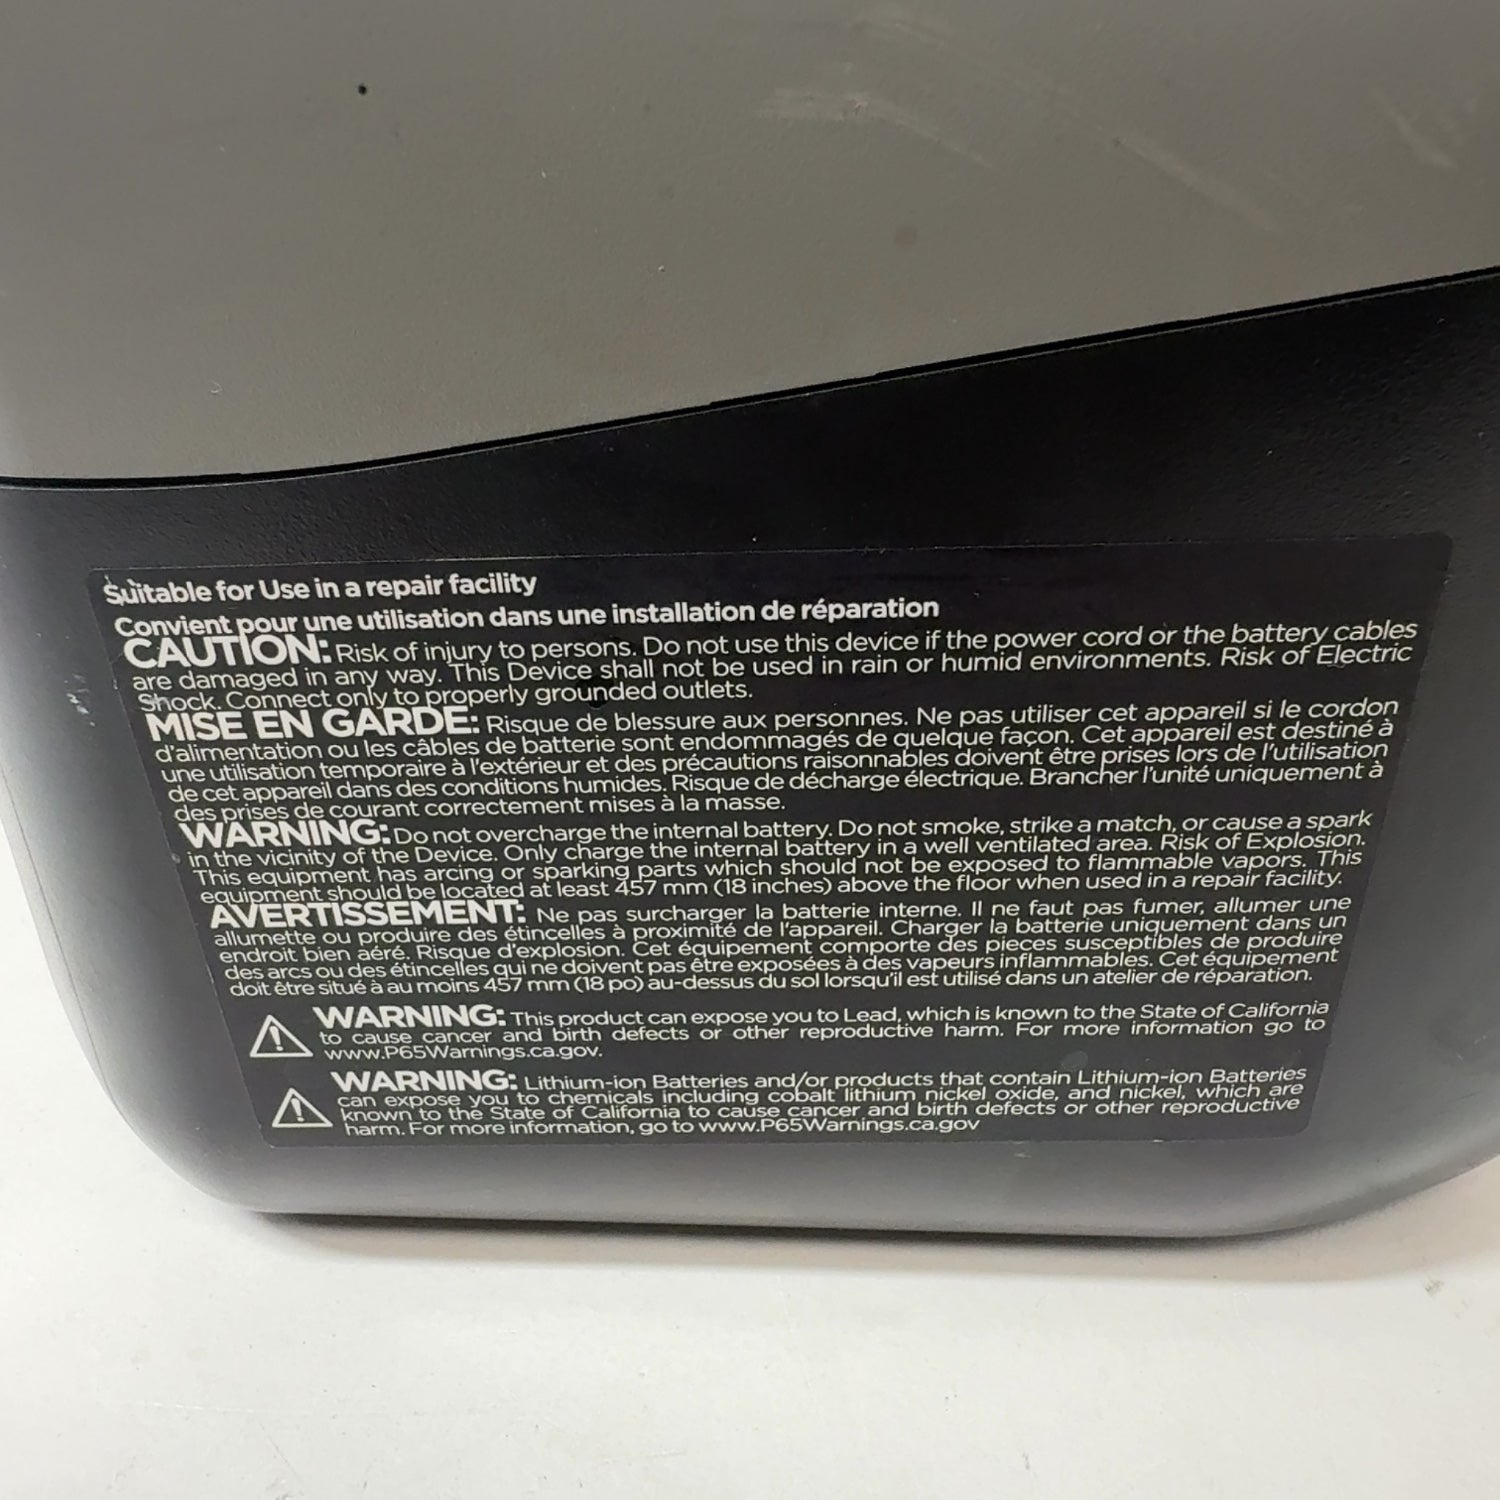 Suitable for Use in a repair facility
Convient pour une utilisation dans une installation de réparation
CAUTION: Risk of injury to persons. Do not use this device if the power cord or the battery cables
are damaged in any way. This Device shall not be used in rain or humid environments. Risk of Electric
Shock. Connect only to properly grounded outlets.
MISE EN GARDE: Risque de blessure aux personnes. Ne pas utiliser cet appareil si le cordon
d'alimentation ou les câbles de batterie sont endommagés de quelque façon. Cet appareil est destiné à
une utilisation temporaire à l'extérieur et des précautions raisonnables doivent être prises lors de l'utilisation
de cet appareil dans des conditions humides. Risque de décharge électrique. Brancher l'unité uniquement à
des prises de courant correctement mises à la masse.
WARNING: Do not overcharge the internal battery. Do not smoke, strike a match, or cause a spark
in the vicinity of the Device. Only charge the internal battery in a well ventilated area. Risk of Explosion.
This equipment has arcing or sparking parts which should not be exposed to flammable vapors. This
equipment should be located at least 457 mm (18 inches) above the floor when used in a repair facility.
AVERTISSEMENT: Ne pas surcharger la batterie interne. Il ne faut pas fumer, allumer une
allumette ou produire des étincelles à proximité de l'appareil. Charger la batterie uniquement dans un
endroit bien aéré. Risque d'explosion. Cet équipement comporte des pieces susceptibles de produire
des arcs ou des étincelles qui ne doivent pas être exposées à des vapeurs inflammables. Cet équipement
doit être situé à au moins 457 mm (18 po) au-dessus du sol lorsqu'il est utilisé dans un atelier de réparation.
WARNING: This product can expose you to Lead, which is known to the State of California
to cause cancer and birth defects or other reproductive harm. For more information go to
www.P65Warnings.ca.gov.
WARNING: Lithium-ion Batteries and/or products that contain Lithium-ion Batteries
can expose you to chemicals including cobalt lithium nickel oxide, and nickel, which are
known to the State of California to cause cancer and birth defects or other reproductive
harm. For more information, go to www.P65Warnings.ca.gov